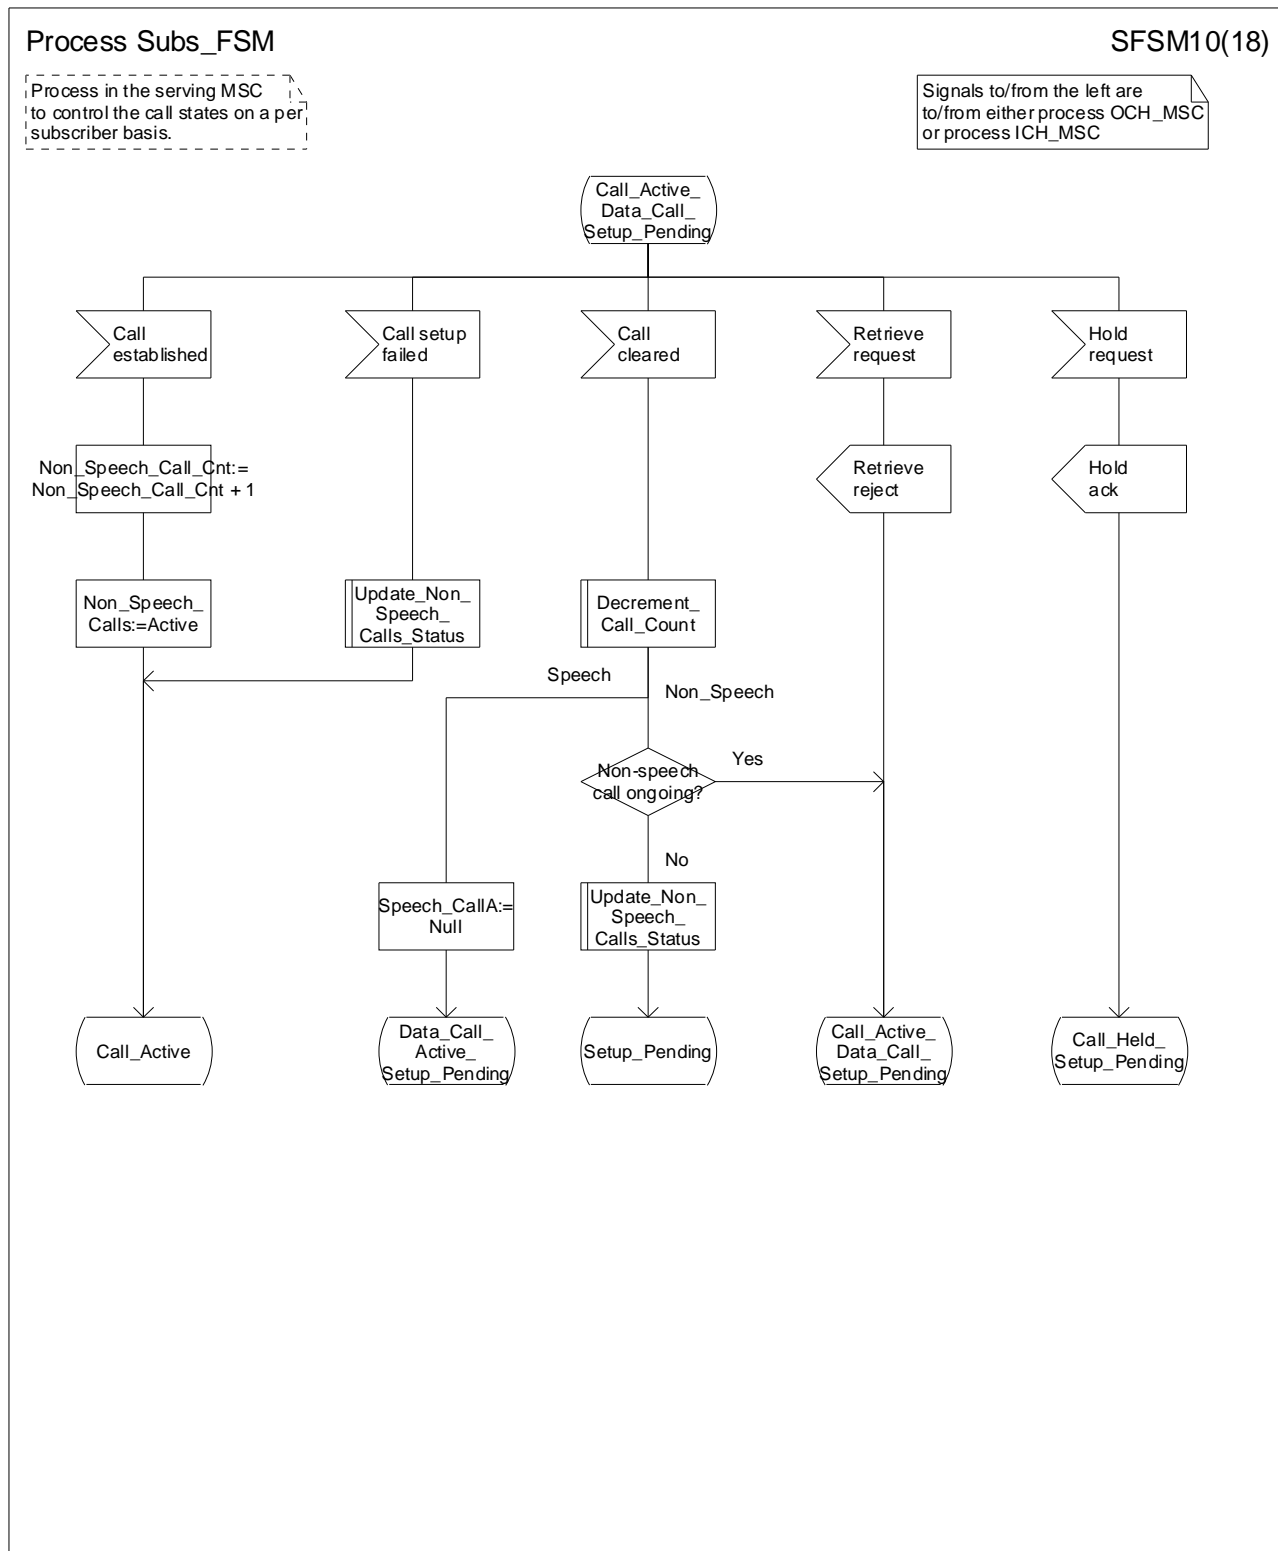 Process Subs_FSM
SFSM10(18)
Process in the serving MSC
to control the call states on a per
subscriber basis.
Signals to/from the left are
to/from either process OCH_MSC
or process ICH_MSC
Call_Active_
Data_Call_
Setup_Pending
Call
established
Call setup
failed
Call
cleared
Retrieve
request
Hold
request
Non_Speech_Call_Cnt:=
Non_Speech_Call_Cnt + 1
Retrieve
reject
Hold
ack
Non_Speech_
Calls:=Active
Update_Non_
Speech_
Calls_Status
Decrement_
Call_Count
Speech
Non_Speech
Non-speech
call ongoing?
Yes
No
Speech_CallA:=
Null
Update_Non_
Speech_
Calls_Status
Call_Active
Data_Call_
Active_
Setup_Pending
Setup_Pending
Call_Active_
Data_Call_
Setup_Pending
Call_Held_
Setup_Pending